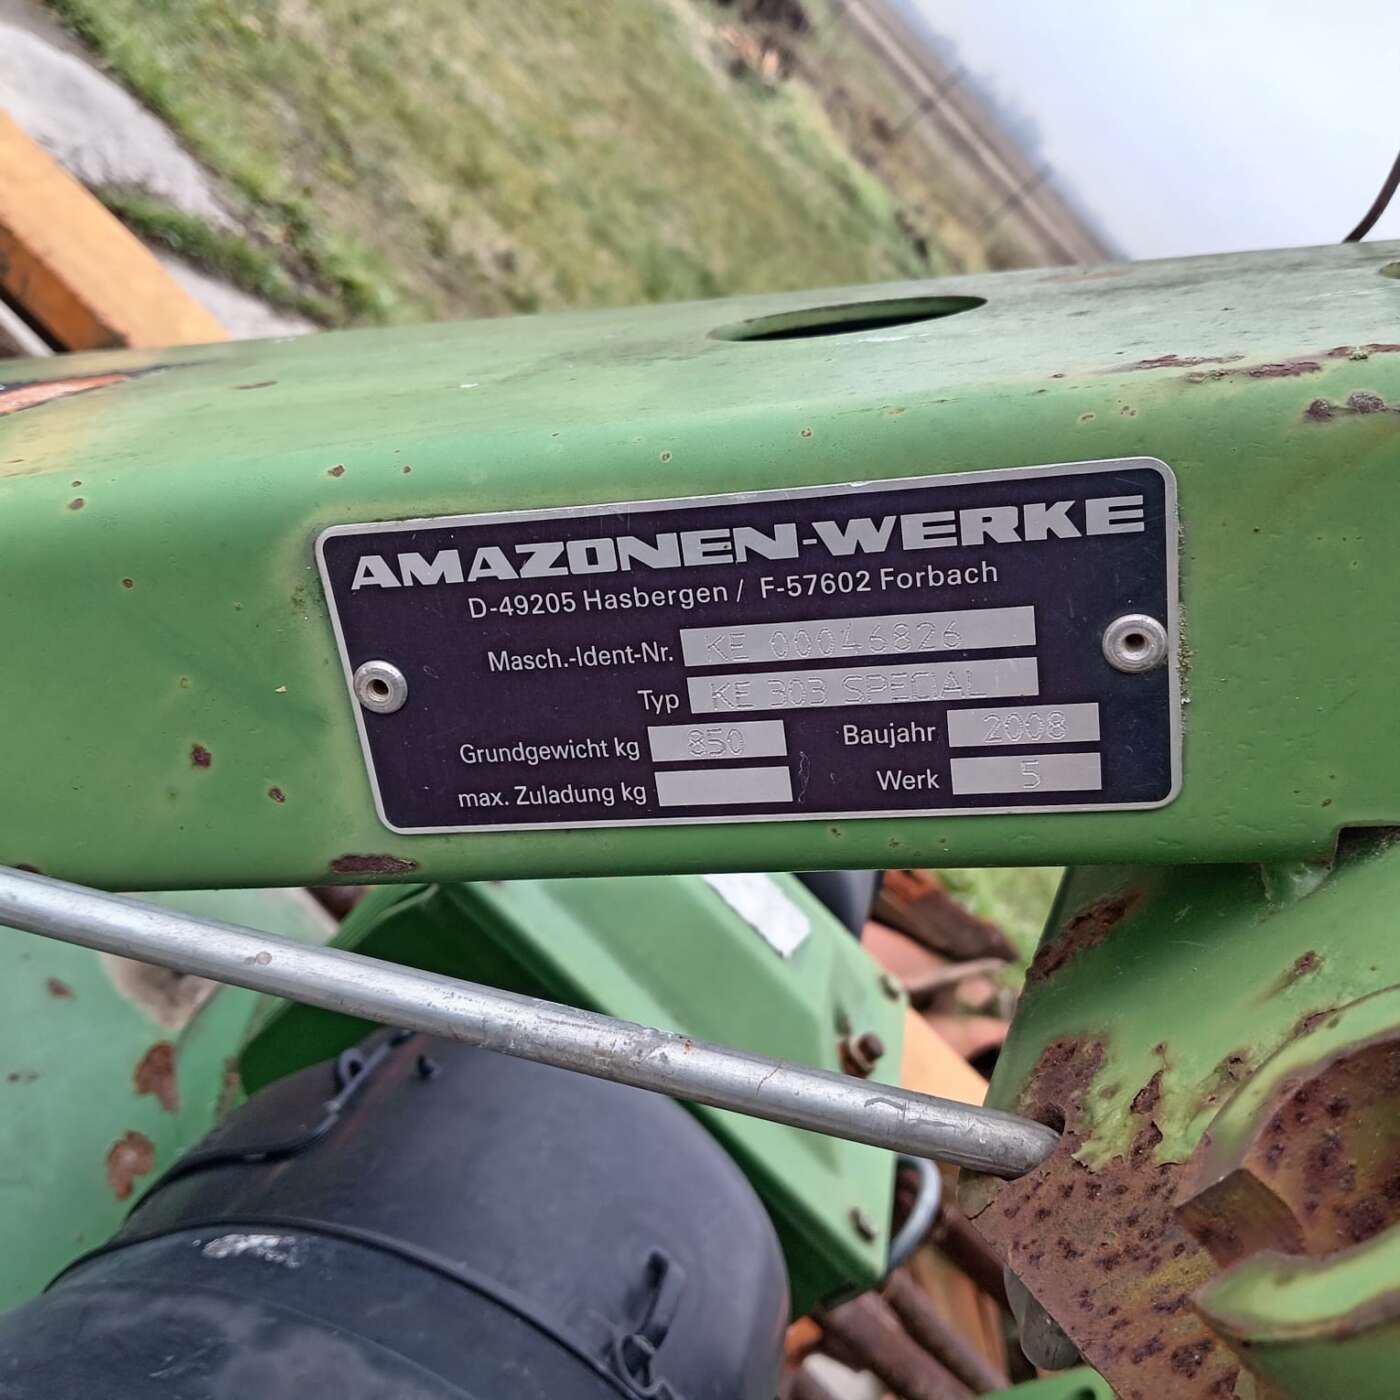 AMAZONEN-WERKE
D-49205 Hasbergen / F-57602 Forbach
Masch.-Ident-Nr. KE 00046826
Typ KE 303 SPECIAL
Grundgewicht kg 850 Baujahr 2008
max. Zuladung kg Werk 5